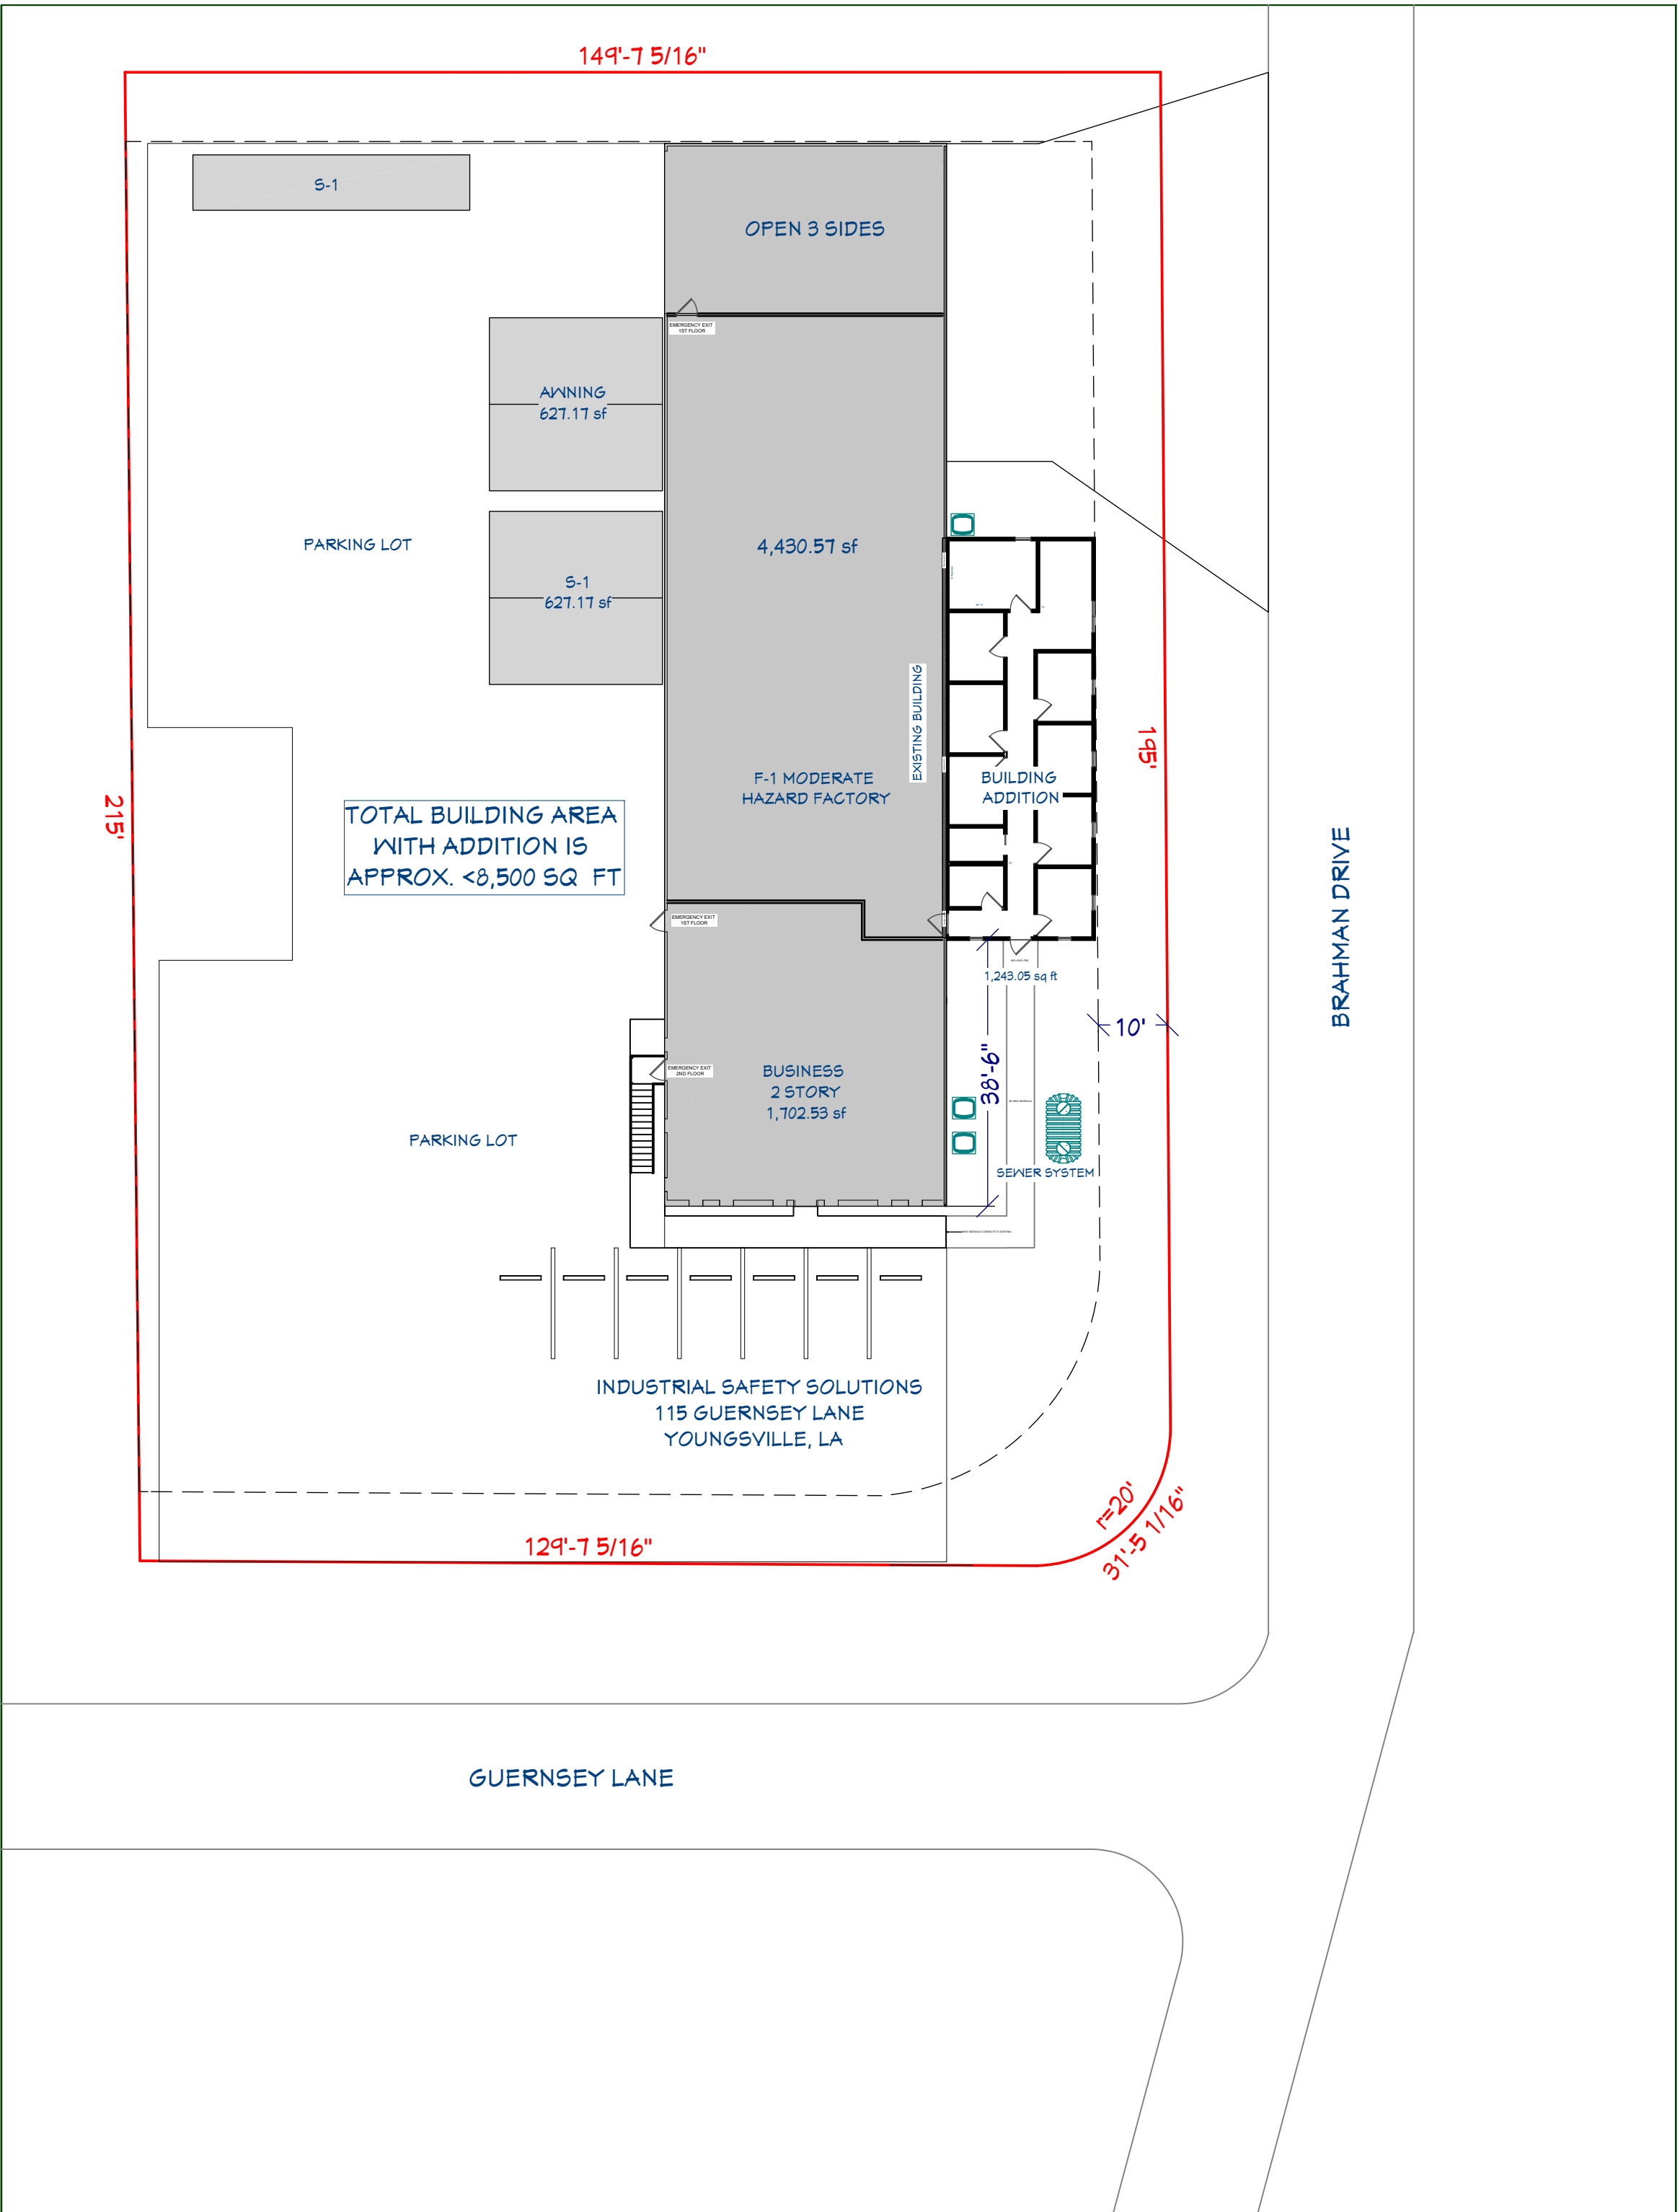 149'-7 5/16"
S-1
OPEN 3 SIDES
EMERGENCY EXIT
1ST FLOOR
AWNING
627.17 sf
PARKING LOT
4,430.57 sf
S-1
627.17 sf
EXISTING BUILDING
195'
F-1 MODERATE
HAZARD FACTORY
BUILDING
ADDITION
215'
TOTAL BUILDING AREA
WITH ADDITION IS
APPROX. <8,500 SQ FT
BRAHMAN DRIVE
EMERGENCY EXIT
1ST FLOOR
1,243.05 sq ft
10'
38'-6"
EMERGENCY EXIT
2ND FLOOR
BUSINESS
2 STORY
1,702.53 sf
PARKING LOT
SEWER SYSTEM
INDUSTRIAL SAFETY SOLUTIONS
115 GUERNSEY LANE
YOUNGSVILLE, LA
r=20'
31'-5 1/16"
129'-7 5/16"
GUERNSEY LANE